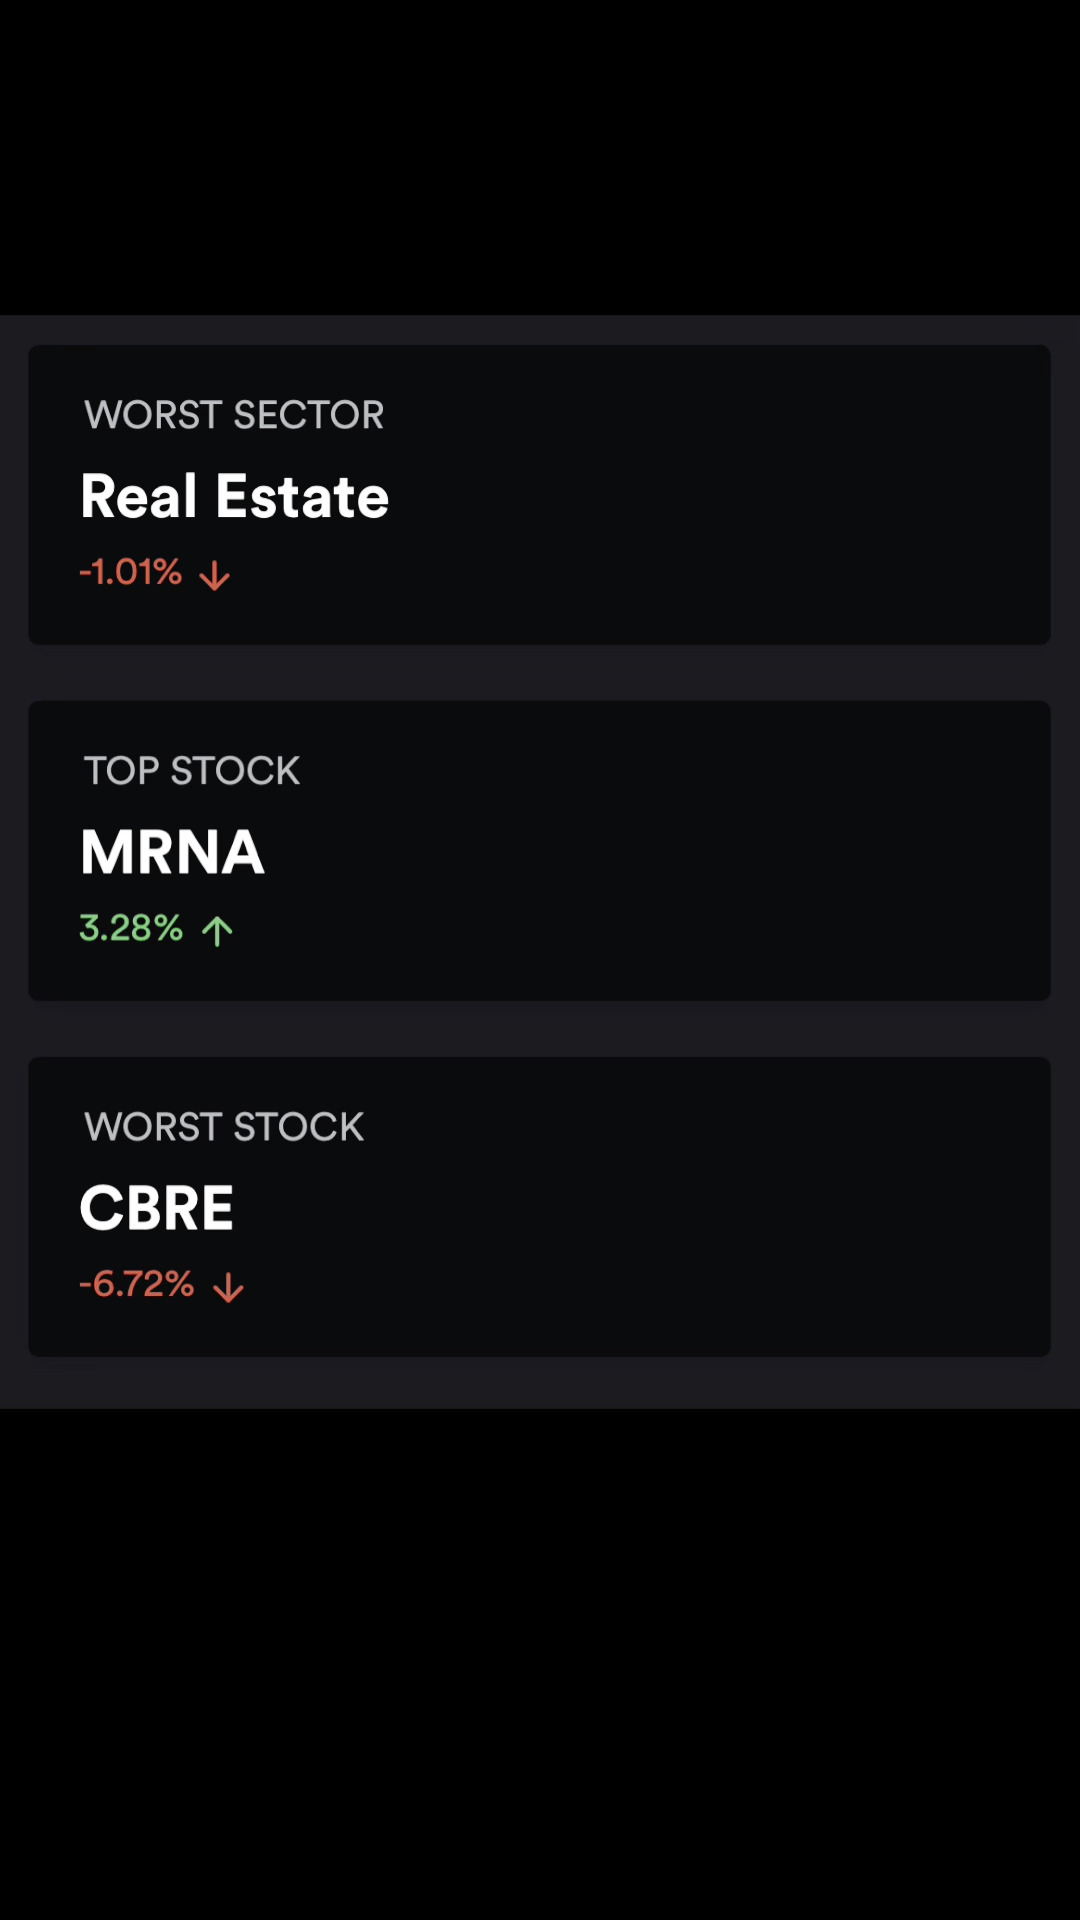 WORST SECTOR
Real Estate
-1.01% ↓
TOP STOCK
MRNA
3.28% ↑
WORST STOCK
CBRE
-6.72% ↓